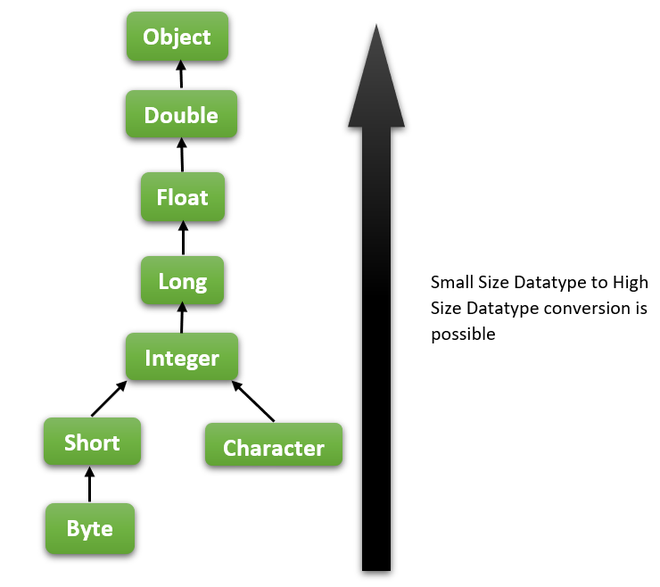 Object
Double
Float
Long
Small Size Datatype to High
Size Datatype conversion is
possible
Integer
Short
Character
Byte